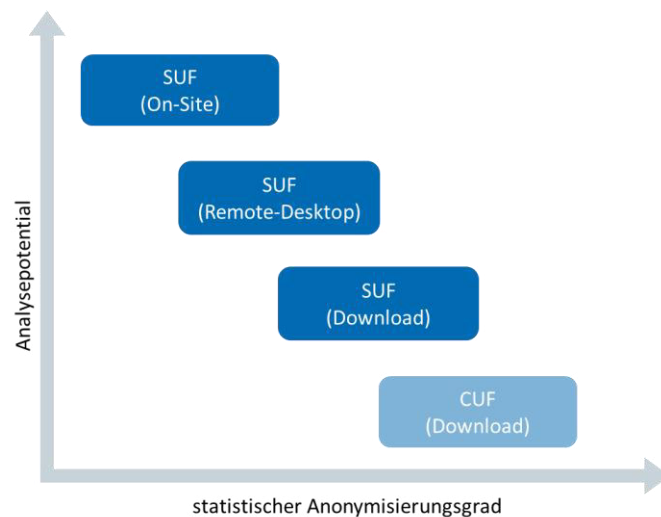 SUF
(On-Site)
SUF
(Remote-Desktop)
SUF
(Download)
CUF
(Download)
Analysepotential
statistischer Anonymisierungsgrad